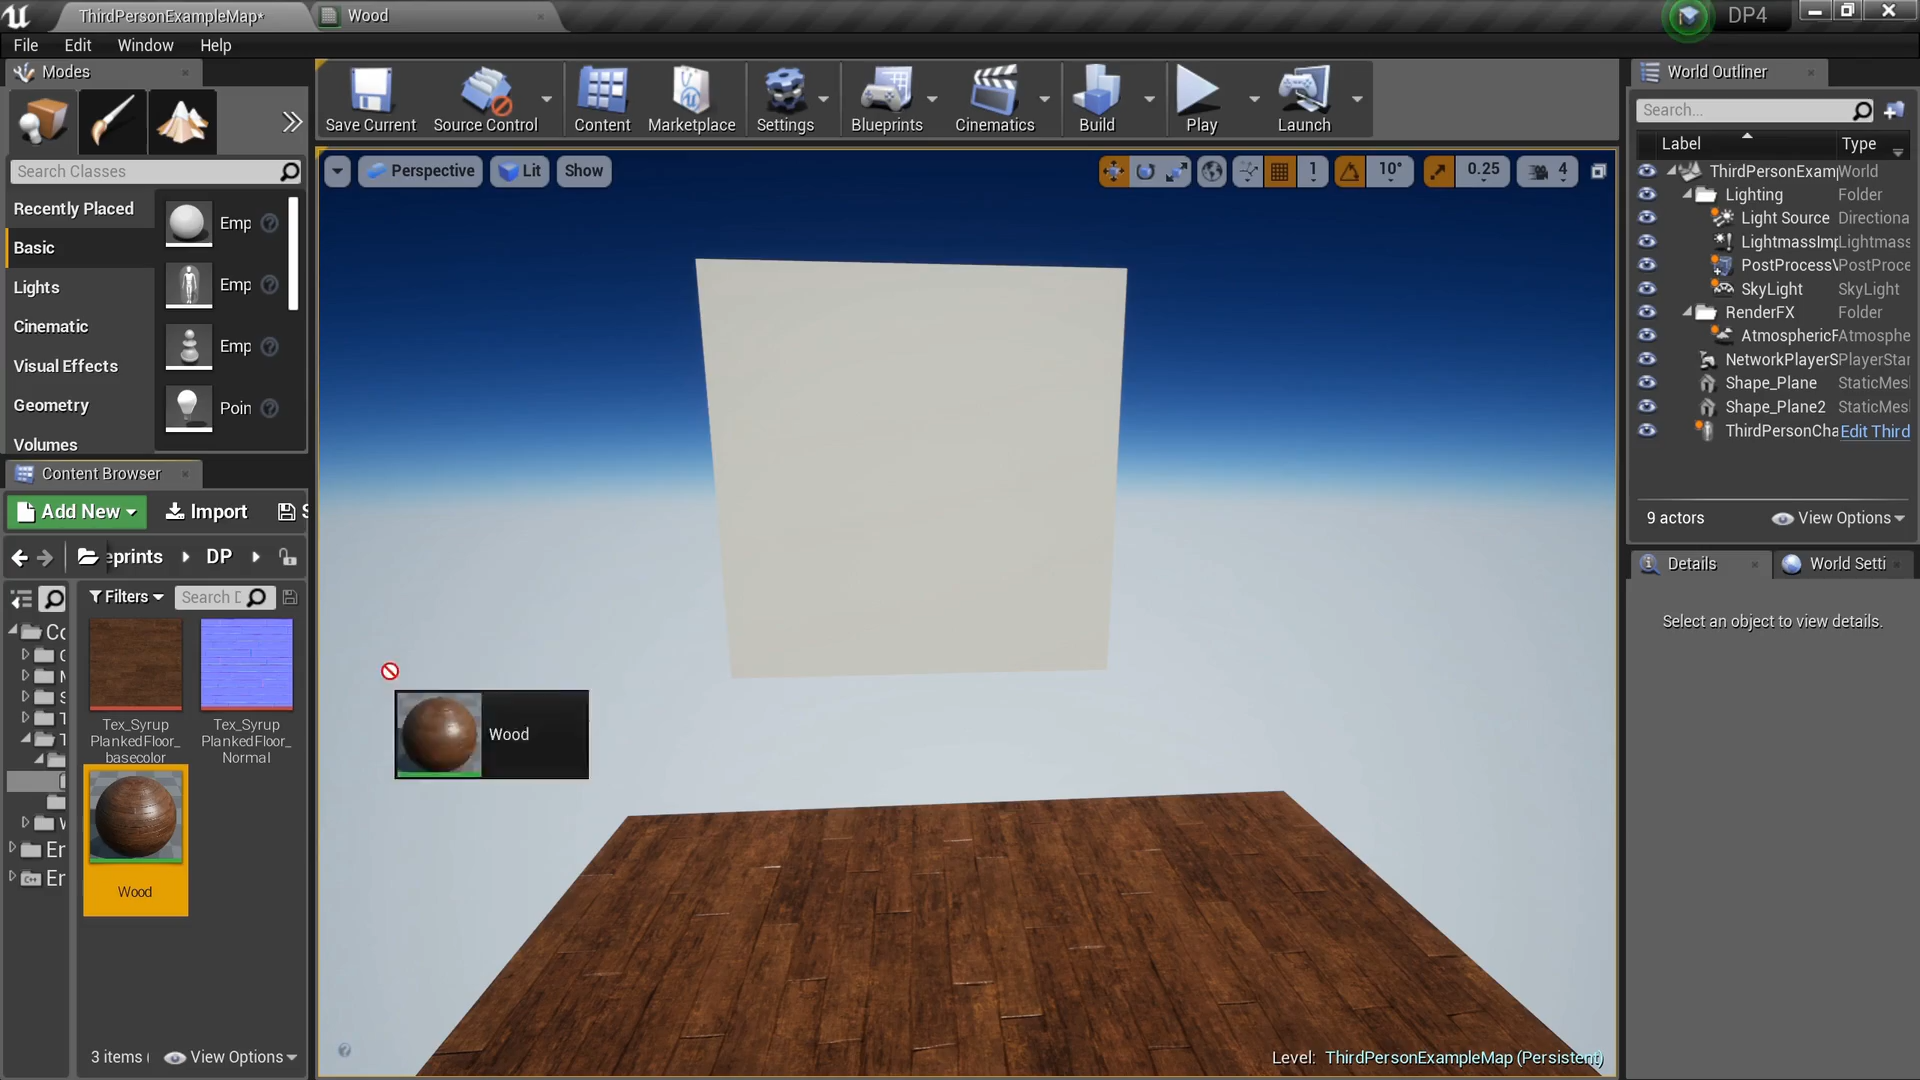 ThirdPersonExampleMap*
Wood
DP4
File Edit Window Help
Modes
Save Current
Source Control
Content
Marketplace
Settings
Blueprints
Cinematics
Build
Play
Launch
World Outliner
Search...
Label Type
Search Classes
Recently Placed
Basic
Lights
Cinematic
Visual Effects
Geometry
Volumes
Emp
Emp
Emp
Poin
Perspective
Lit
Show
1
10°
0.25
4
ThirdPersonExam World
Lighting Folder
Light Source Directiona
LightmassImp Lightmass
PostProcessV PostProce
SkyLight SkyLight
RenderFX Folder
AtmosphericF Atmosphe
NetworkPlayerS PlayerStar
Shape_Plane StaticMes
Shape_Plane2 StaticMes
ThirdPersonCha Edit Third
9 actors
View Options
Details
World Setti
Select an object to view details.
Content Browser
Add New
Import
S
eprints
DP
Filters
Search D
Co
Tex_Syrup
PlankedFloor_
basecolor
Tex_Syrup
PlankedFloor_
Normal
En
En
Wood
Wood
3 items (
View Options
Level: ThirdPersonExampleMap (Persistent)